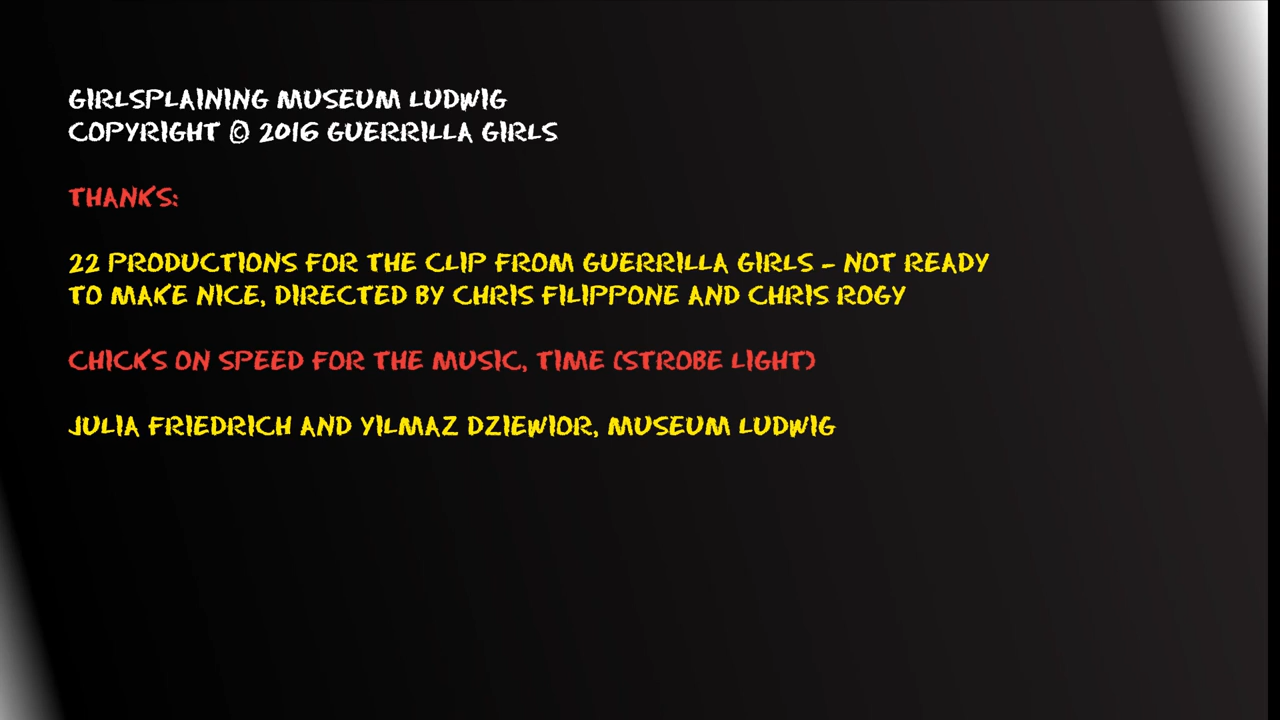 GIRLSPLAINING MUSEUM LUDWIG
COPYRIGHT © 2016 GUERRILLA GIRLS
THANKS:
22 PRODUCTIONS FOR THE CLIP FROM GUERRILLA GIRLS – NOT READY
TO MAKE NICE, DIRECTED BY CHRIS FILIPPONE AND CHRIS ROGY
CHICKS ON SPEED FOR THE MUSIC, TIME (STROBE LIGHT)
JULIA FRIEDRICH AND YILMAZ DZIEWIOR, MUSEUM LUDWIG